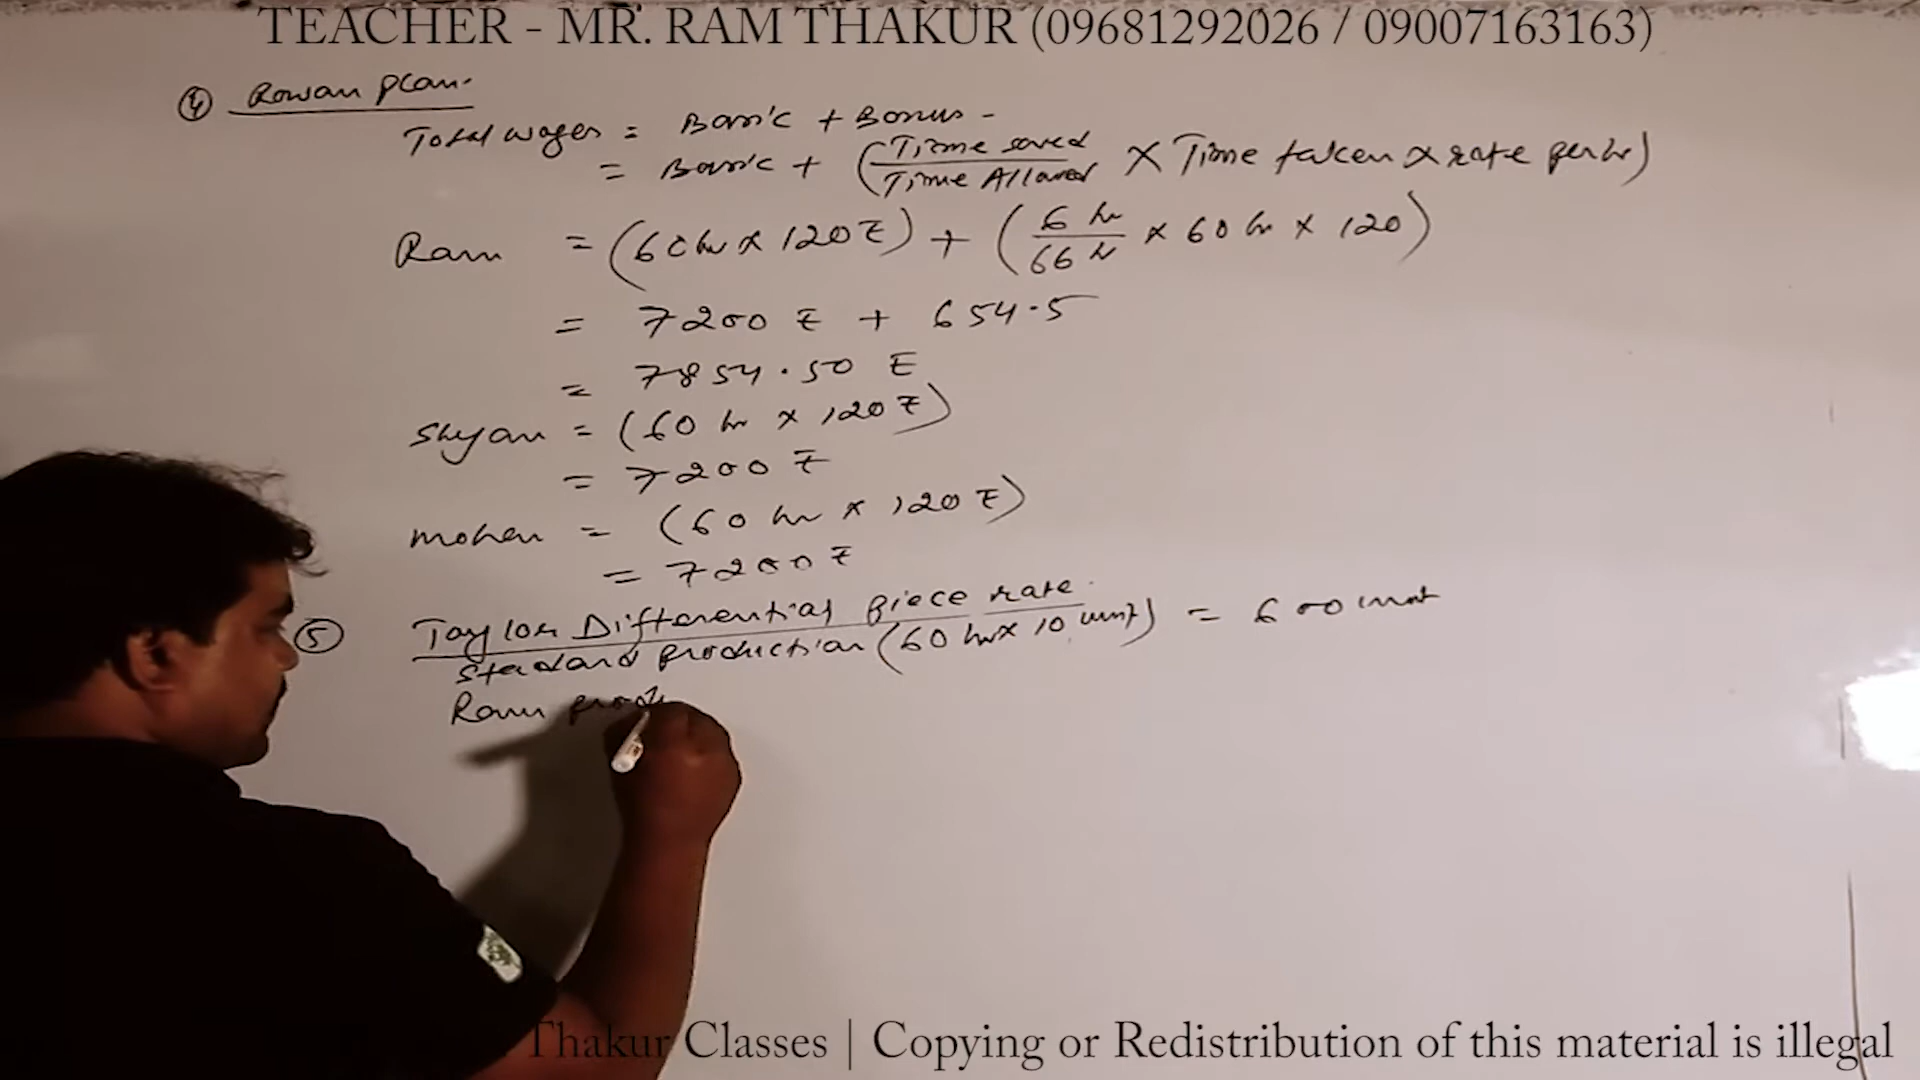 TEACHER - MR. RAM THAKUR (09681292026 / 09007163163)
④ Rowan Plan.
Total wages = Basic + Bonus -
= Basic + (Time saved / Time Allowed × Time taken × rate per hr)
Ram = (60 hr × 120 ₹) + (6 hr / 66 hr × 60 hr × 120)
= 7200 ₹ + 654.5
= 7854.50 ₹
Shyam = (60 hr × 120 ₹)
= 7200 ₹
Mohan = (60 hr × 120 ₹)
= 7200 ₹
⑤ Taylor Differential Piece rate.
Standard production (60 hr × 10 unit) = 600 unit
Ram prod
Thakur Classes | Copying or Redistribution of this material is illegal